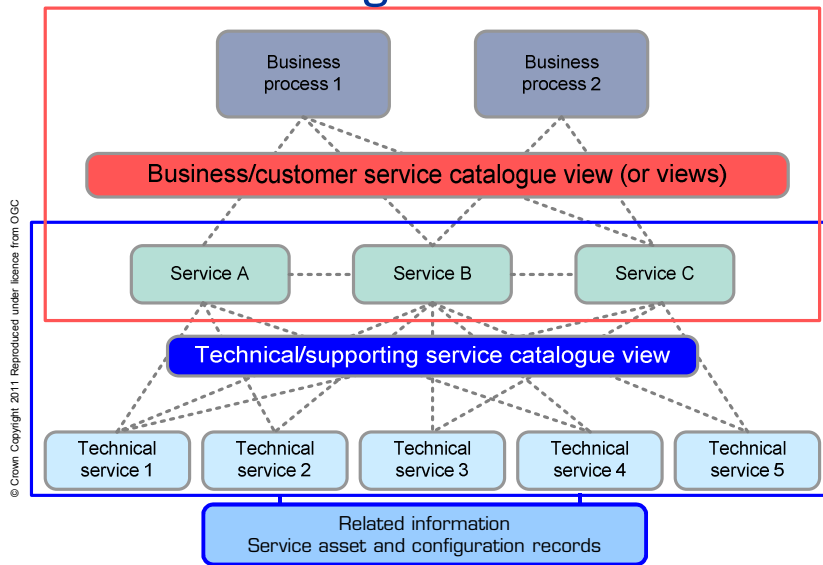 Business
process 1
Business
process 2
Business/customer service catalogue view (or views)
Service A
Service B
Service C
Technical/supporting service catalogue view
Technical
service 1
Technical
service 2
Technical
service 3
Technical
service 4
Technical
service 5
Related information
Service asset and configuration records
© Crown Copyright 2011 Reproduced under licence from OGC